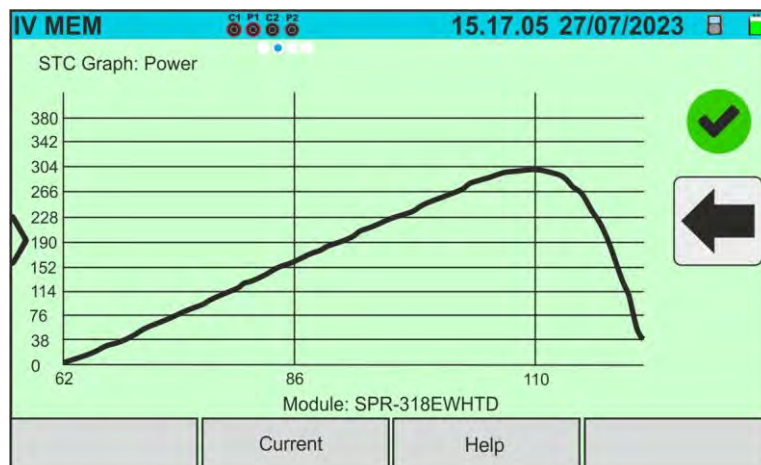 IV MEM C1 P1 C2 P2 15.17.05 27/07/2023
STC Graph: Power
380
342
304
266
228
190
152
114
76
38
0
62 86 110
Module: SPR-318EWHTD
Current Help